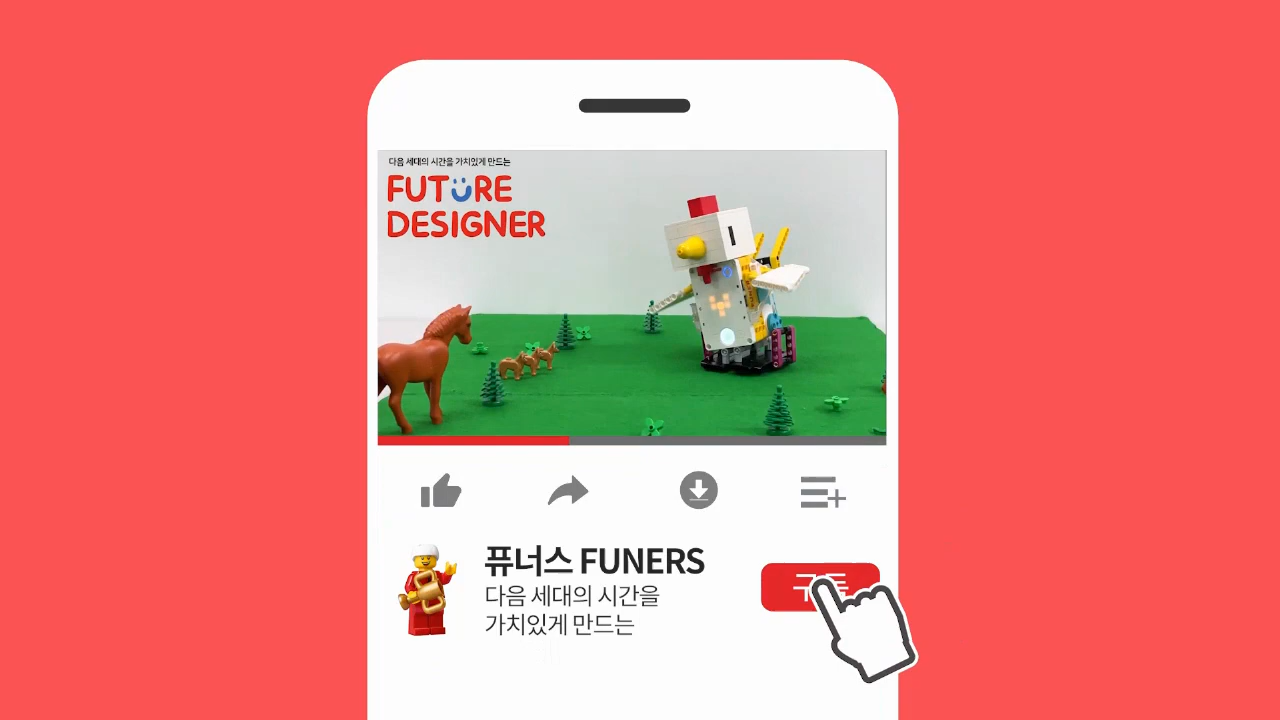 다음 세대의 시간을 가치있게 만드는
FUTURE
DESIGNER
퓨너스 FUNERS
다음 세대의 시간을
가치있게 만드는